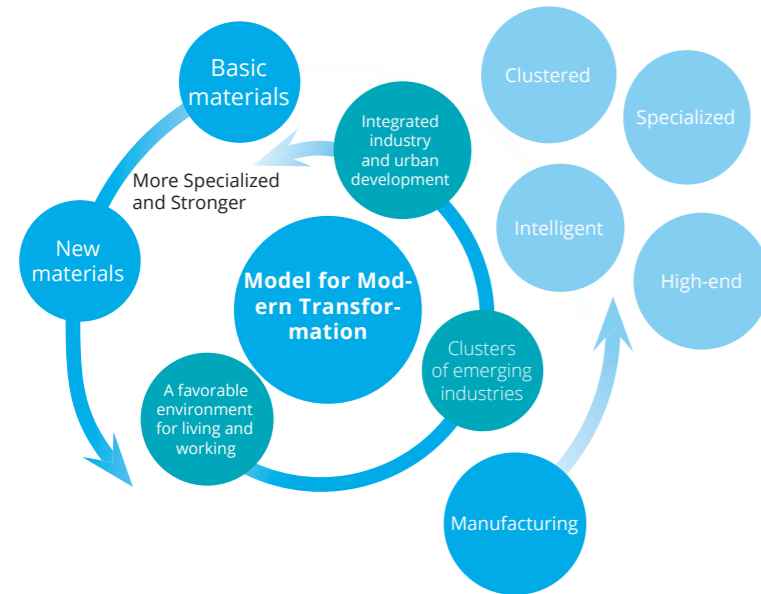 Basic
materials
Clustered
Specialized
Integrated
industry
and urban
development
More Specialized
and Stronger
Intelligent
New
materials
High-end
Model for Mod-
ern Transfor-
mation
Clusters
of emerging
industries
A favorable
environment
for living and
working
Manufacturing